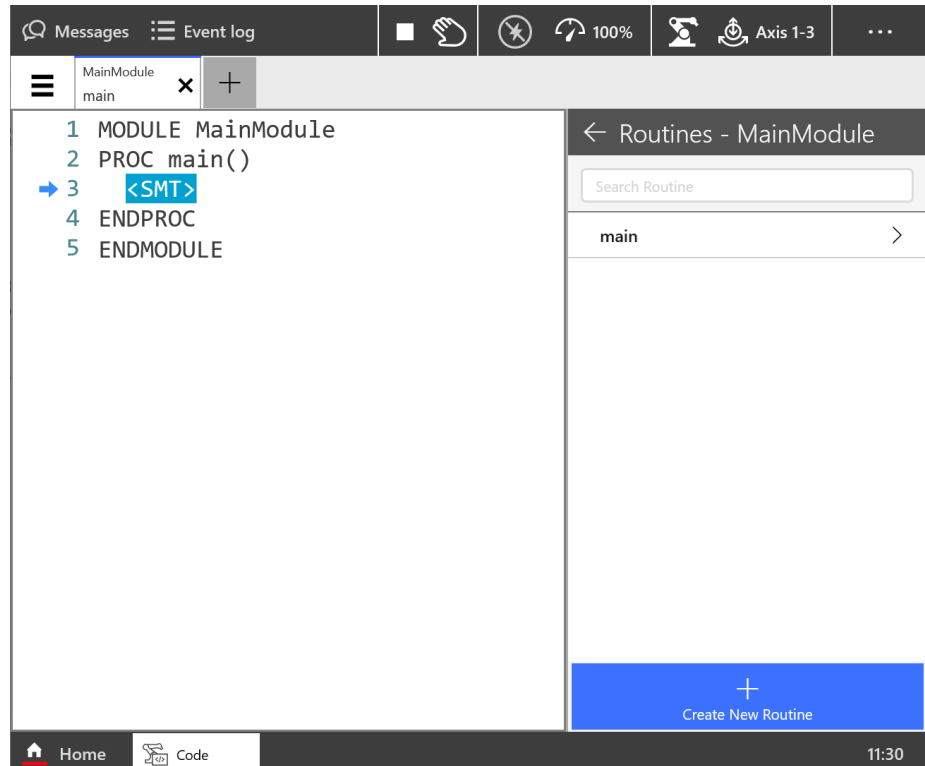 Messages Event log 100% Axis 1-3 ...
MainModule
main
1 MODULE MainModule
2 PROC main()
3 <SMT>
4 ENDPROC
5 ENDMODULE
Routines - MainModule
Search Routine
main
Create New Routine
Home Code 11:30